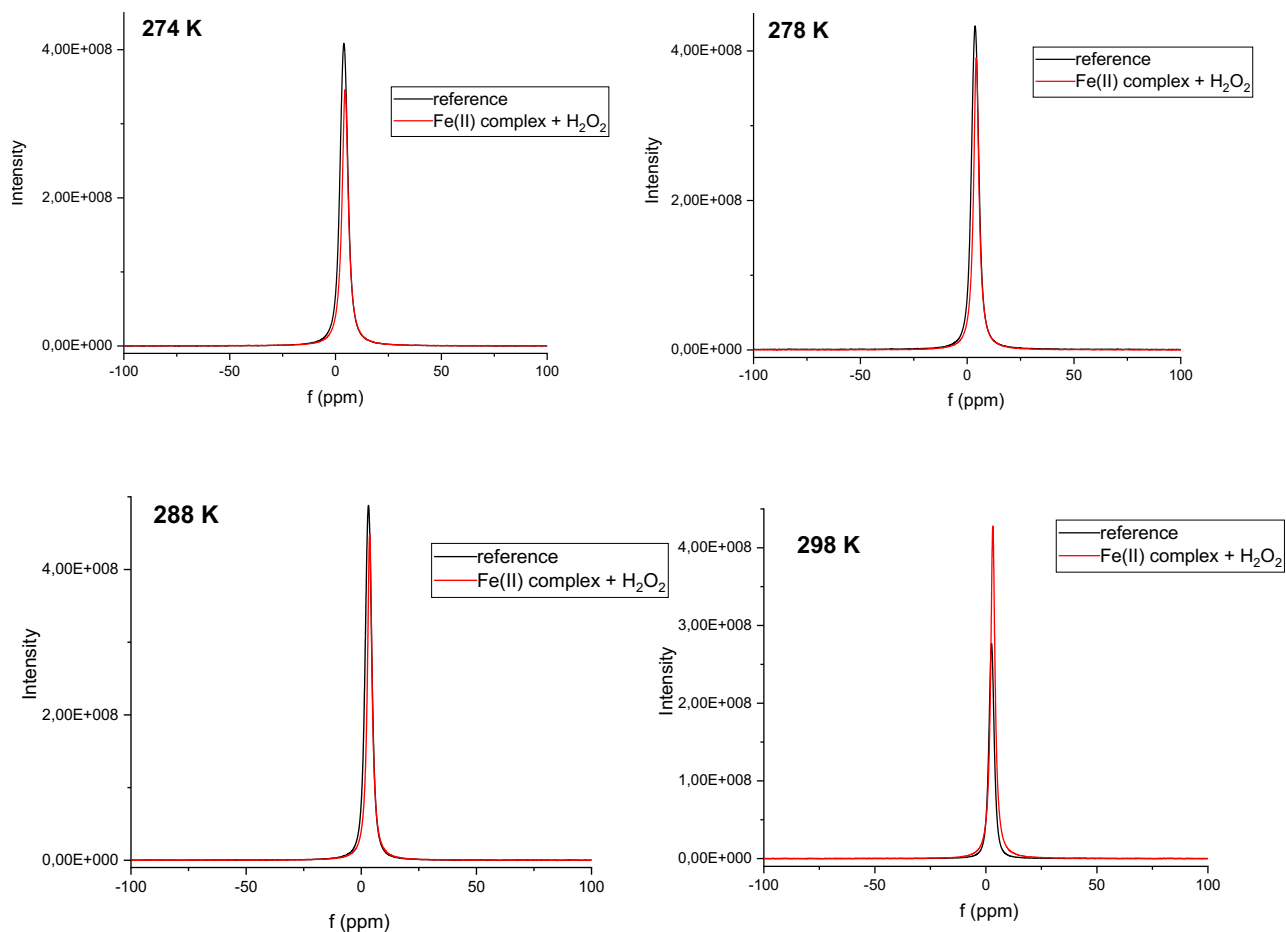 274 K
4,00E+008
2,00E+008
0,00E+000
Intensity
reference
Fe(II) complex + H₂O₂
-100
-50
0
50
100
f (ppm)
278 K
4,00E+008
2,00E+008
0,00E+000
Intensity
reference
Fe(II) complex + H₂O₂
-100
-50
0
50
100
f (ppm)
288 K
4,00E+008
2,00E+008
0,00E+000
Intensity
reference
Fe(II) complex + H₂O₂
-100
-50
0
50
100
f (ppm)
298 K
4,00E+008
3,00E+008
2,00E+008
1,00E+008
0,00E+000
Intensity
reference
Fe(II) complex + H₂O₂
-100
-50
0
50
100
f (ppm)